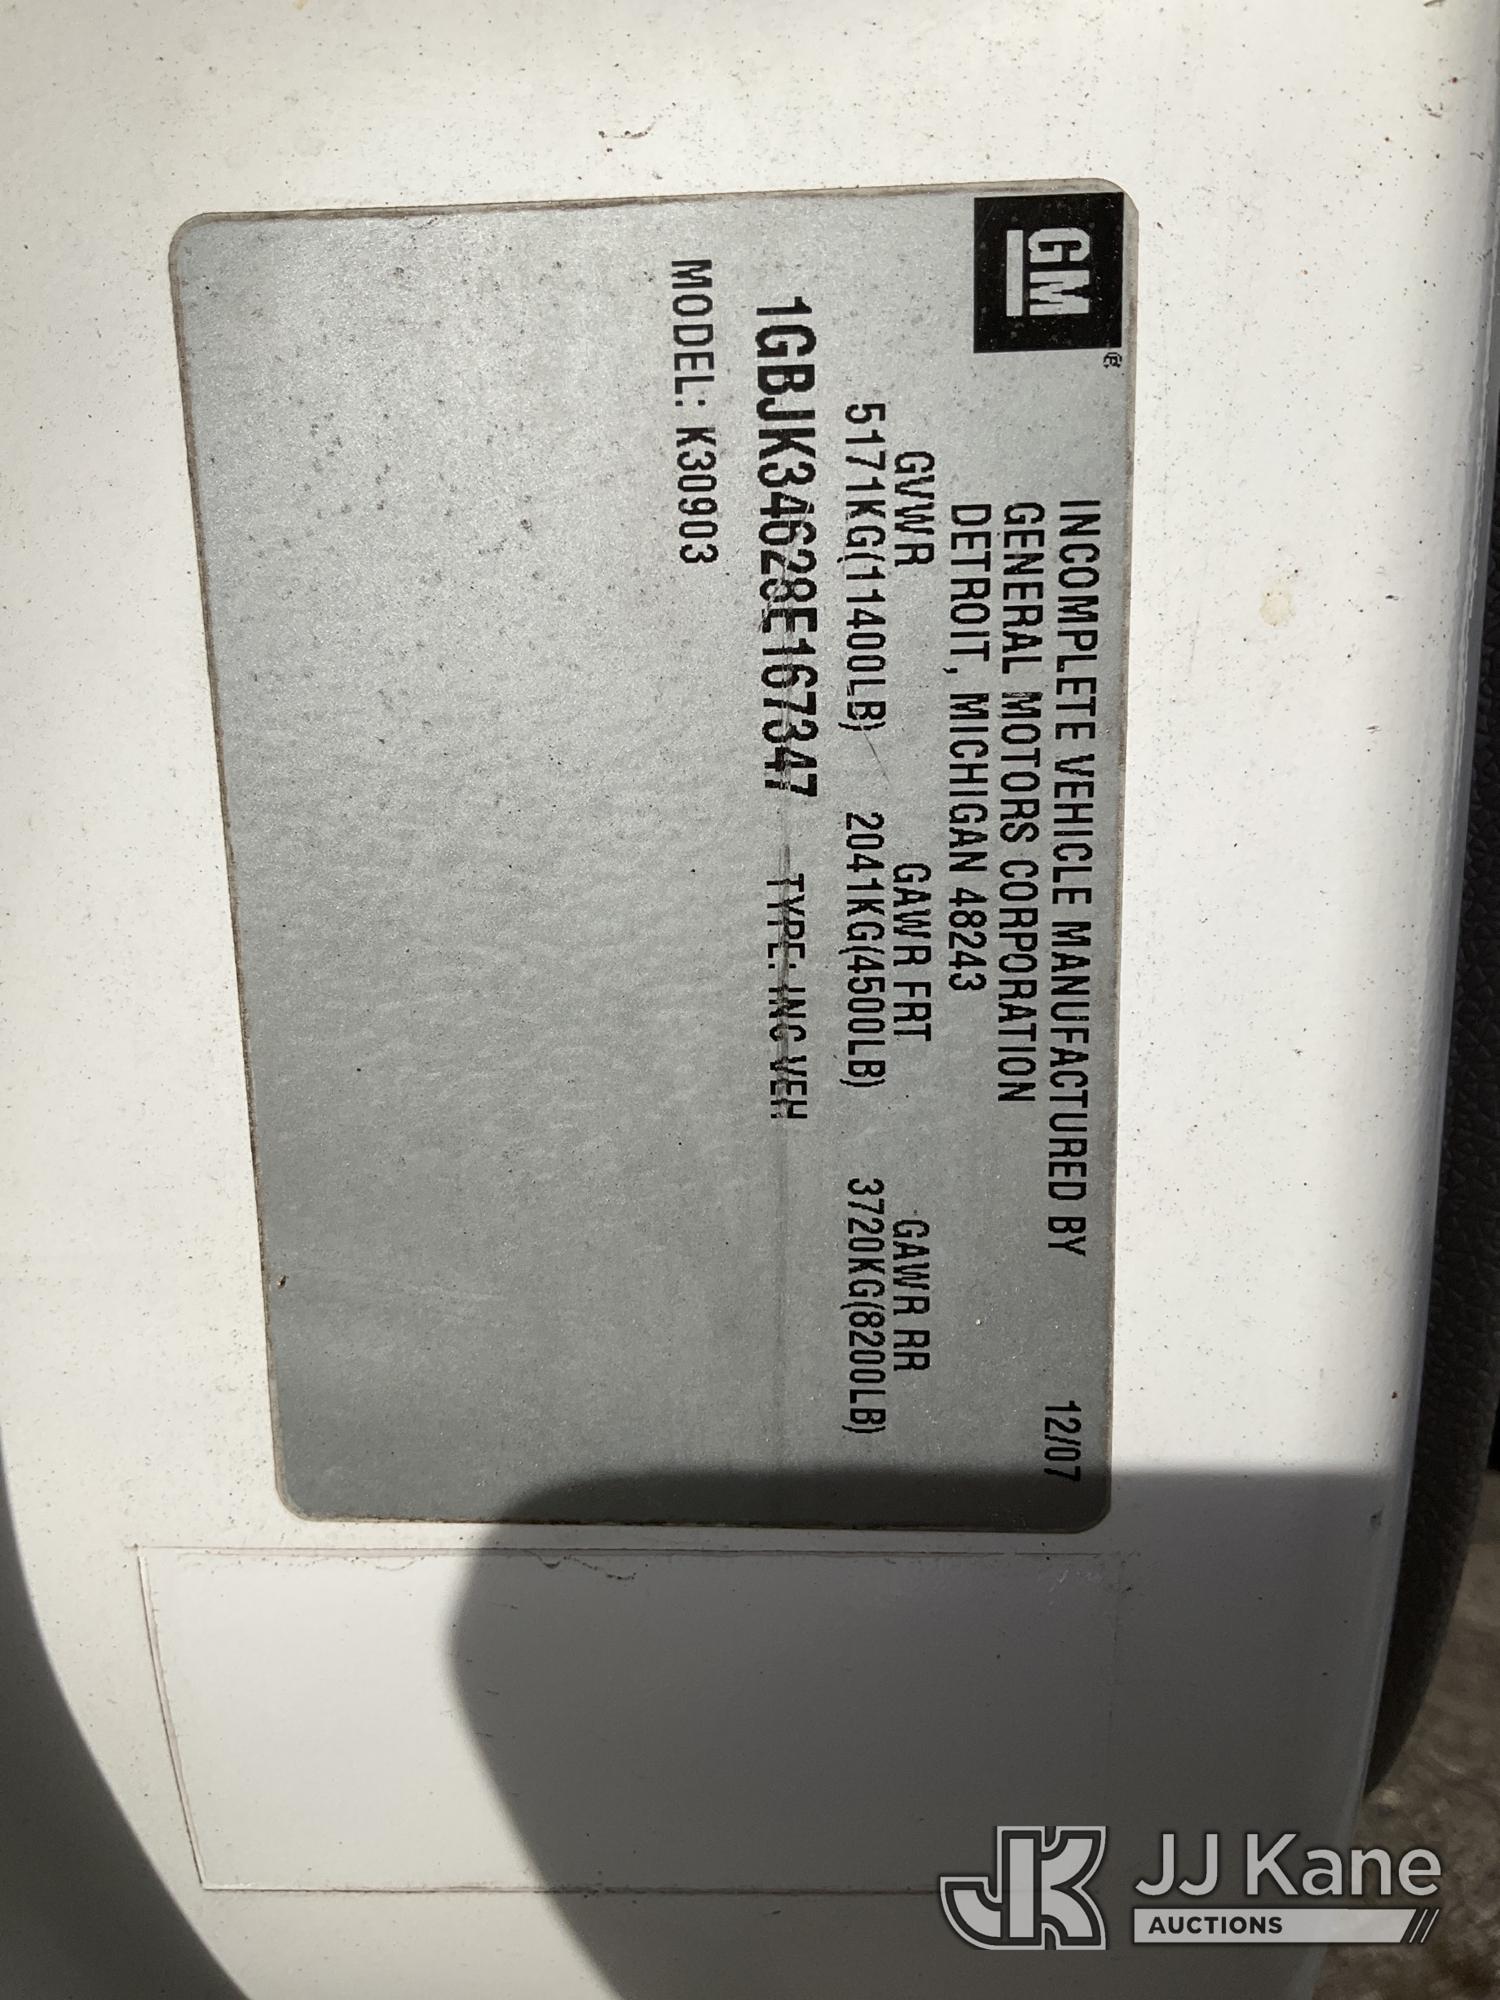 GM®
INCOMPLETE VEHICLE MANUFACTURED BY 12/07
GENERAL MOTORS CORPORATION
DETROIT, MICHIGAN 48243
GVWR GAWR FRT GAWR RR
5171KG(11400LB) 2041KG(4500LB) 3720KG(8200LB)
1GBJK34628E167347 TYPE: INC VEH
MODEL: K30903
JK JJ Kane
AUCTIONS